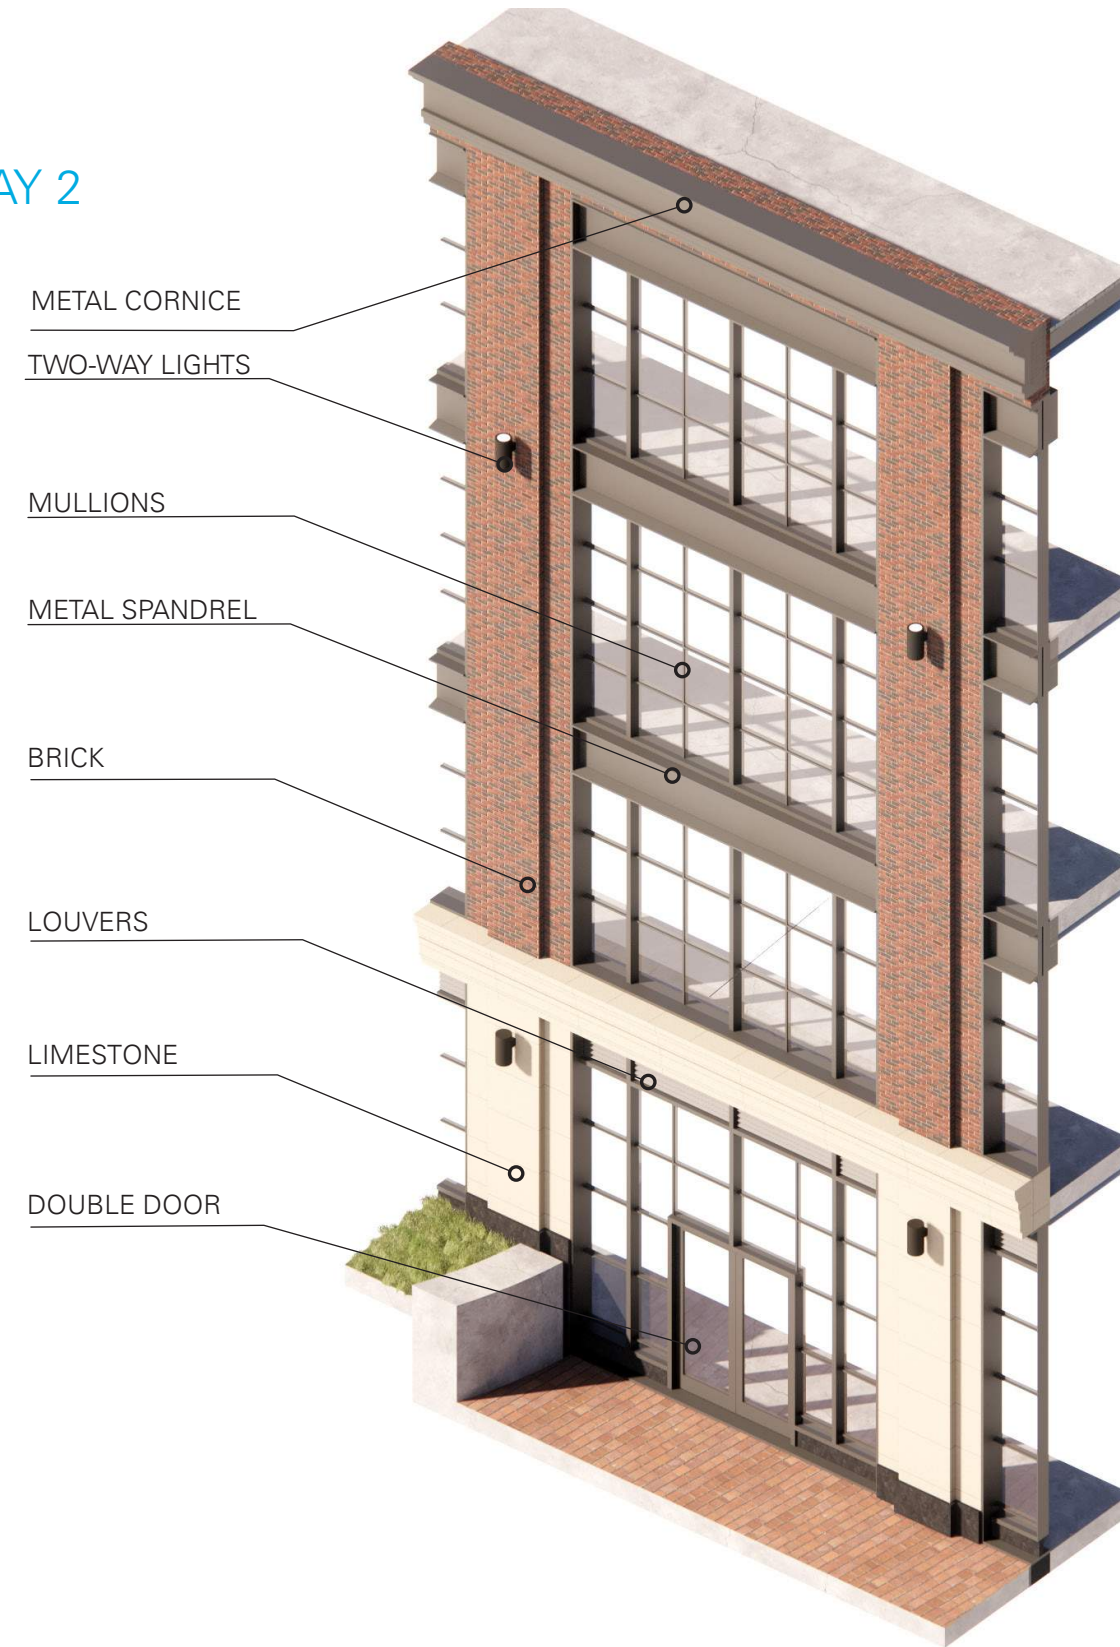 AY 2
METAL CORNICE
TWO-WAY LIGHTS
MULLIONS
METAL SPANDREL
BRICK
LOUVERS
LIMESTONE
DOUBLE DOOR